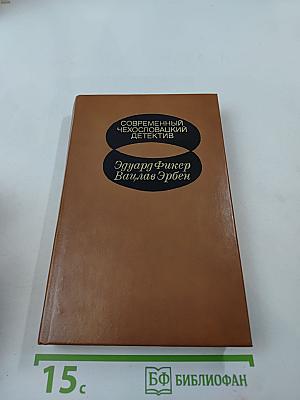 СОВРЕМЕННЫЙ
ЧЕХОСЛОВАЦКИЙ
ДЕТЕКТИВ
Эдуард Фикер
Вацлав Эрбен
15с
БФ БИБЛИОФАН